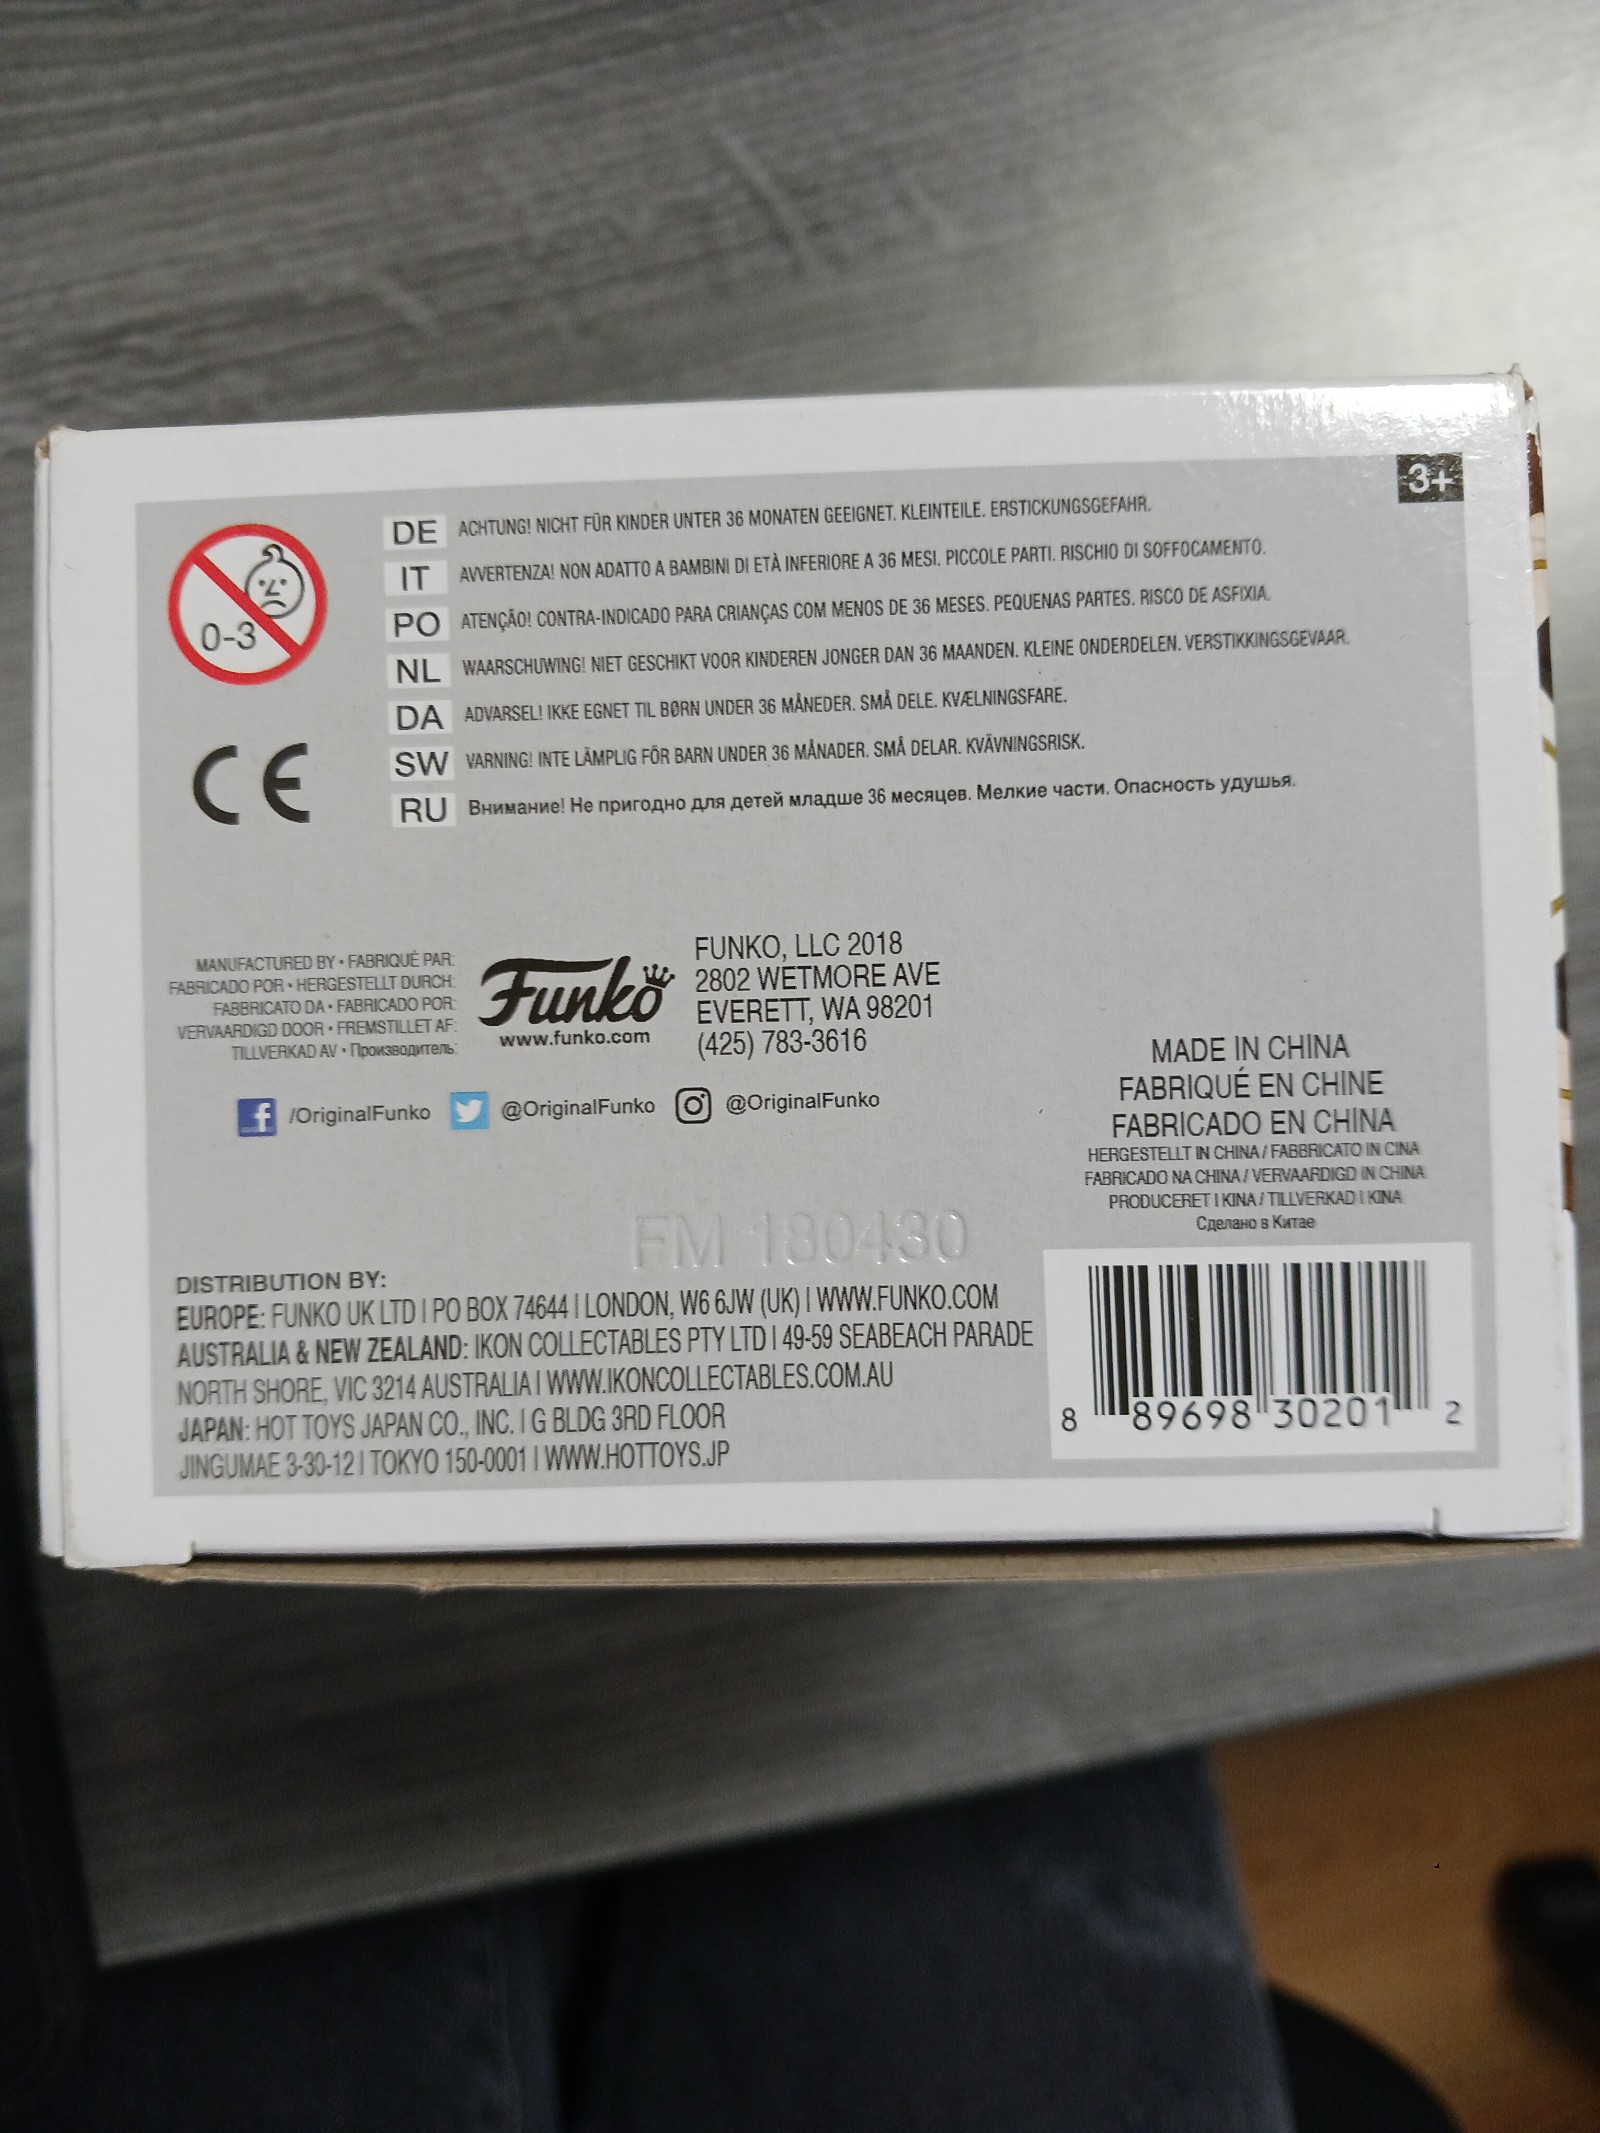 3+
0-3
DE ACHTUNG! NICHT FÜR KINDER UNTER 36 MONATEN GEEIGNET. KLEINTEILE. ERSTICKUNGSGEFAHR.
IT AVVERTENZA! NON ADATTO A BAMBINI DI ETÀ INFERIORE A 36 MESI. PICCOLE PARTI. RISCHIO DI SOFFOCAMENTO.
PO ATENÇÃO! CONTRA-INDICADO PARA CRIANÇAS COM MENOS DE 36 MESES. PEQUENAS PARTES. RISCO DE ASFIXIA.
NL WAARSCHUWING! NIET GESCHIKT VOOR KINDEREN JONGER DAN 36 MAANDEN. KLEINE ONDERDELEN. VERSTIKKINGSGEVAAR.
DA ADVARSEL! IKKE EGNET TIL BØRN UNDER 36 MÅNEDER. SMÅ DELE. KVÆLNINGSFARE.
SW VARNING! INTE LÄMPLIG FÖR BARN UNDER 36 MÅNADER. SMÅ DELAR. KVÄVNINGSRISK.
RU Внимание! Не пригодно для детей младше 36 месяцев. Мелкие части. Опасность удушья.
CE
MANUFACTURED BY • FABRIQUÉ PAR:
FABRICADO POR • HERGESTELLT DURCH:
FABBRICATO DA • FABRICADO POR:
VERVAARDIGD DOOR • FREMSTILLET AF:
TILLVERKAD AV • Производитель:
Funko
www.funko.com
FUNKO, LLC 2018
2802 WETMORE AVE
EVERETT, WA 98201
(425) 783-3616
f /OriginalFunko @OriginalFunko @OriginalFunko
MADE IN CHINA
FABRIQUÉ EN CHINE
FABRICADO EN CHINA
HERGESTELLT IN CHINA / FABBRICATO IN CINA
FABRICADO NA CHINA / VERVAARDIGD IN CHINA
PRODUCERET I KINA / TILLVERKAD I KINA
Сделано в Китае
FM 180430
DISTRIBUTION BY:
EUROPE: FUNKO UK LTD | PO BOX 74644 | LONDON, W6 6JW (UK) | WWW.FUNKO.COM
AUSTRALIA & NEW ZEALAND: IKON COLLECTABLES PTY LTD | 49-59 SEABEACH PARADE
NORTH SHORE, VIC 3214 AUSTRALIA | WWW.IKONCOLLECTABLES.COM.AU
JAPAN: HOT TOYS JAPAN CO., INC. | G BLDG 3RD FLOOR
JINGUMAE 3-30-12 | TOKYO 150-0001 | WWW.HOTTOYS.JP
8 89698 30201 2